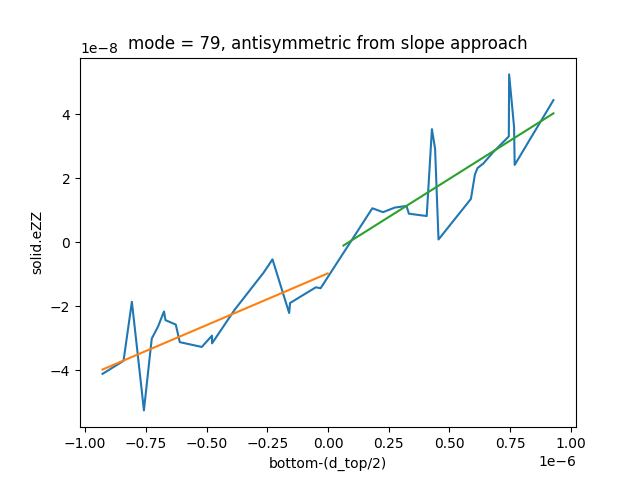 mode = 79, antisymmetric from slope approach
1e−8
4
2
0
−2
−4
solid.eZZ
−1.00 −0.75 −0.50 −0.25 0.00 0.25 0.50 0.75 1.00
1e−6
bottom-(d_top/2)